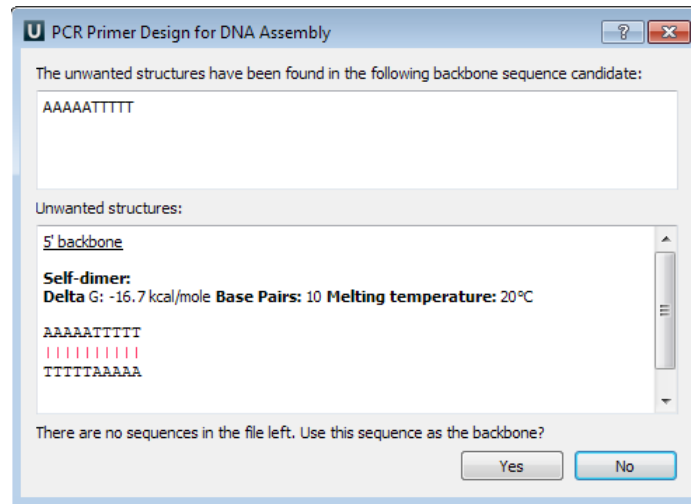 U PCR Primer Design for DNA Assembly ?
The unwanted structures have been found in the following backbone sequence candidate:
AAAAATTTTT
Unwanted structures:
5' backbone
Self-dimer:
Delta G: -16.7 kcal/mole Base Pairs: 10 Melting temperature: 20°C
AAAAATTTTT
||||||||||
TTTTTAAAAA
There are no sequences in the file left. Use this sequence as the backbone?
Yes No